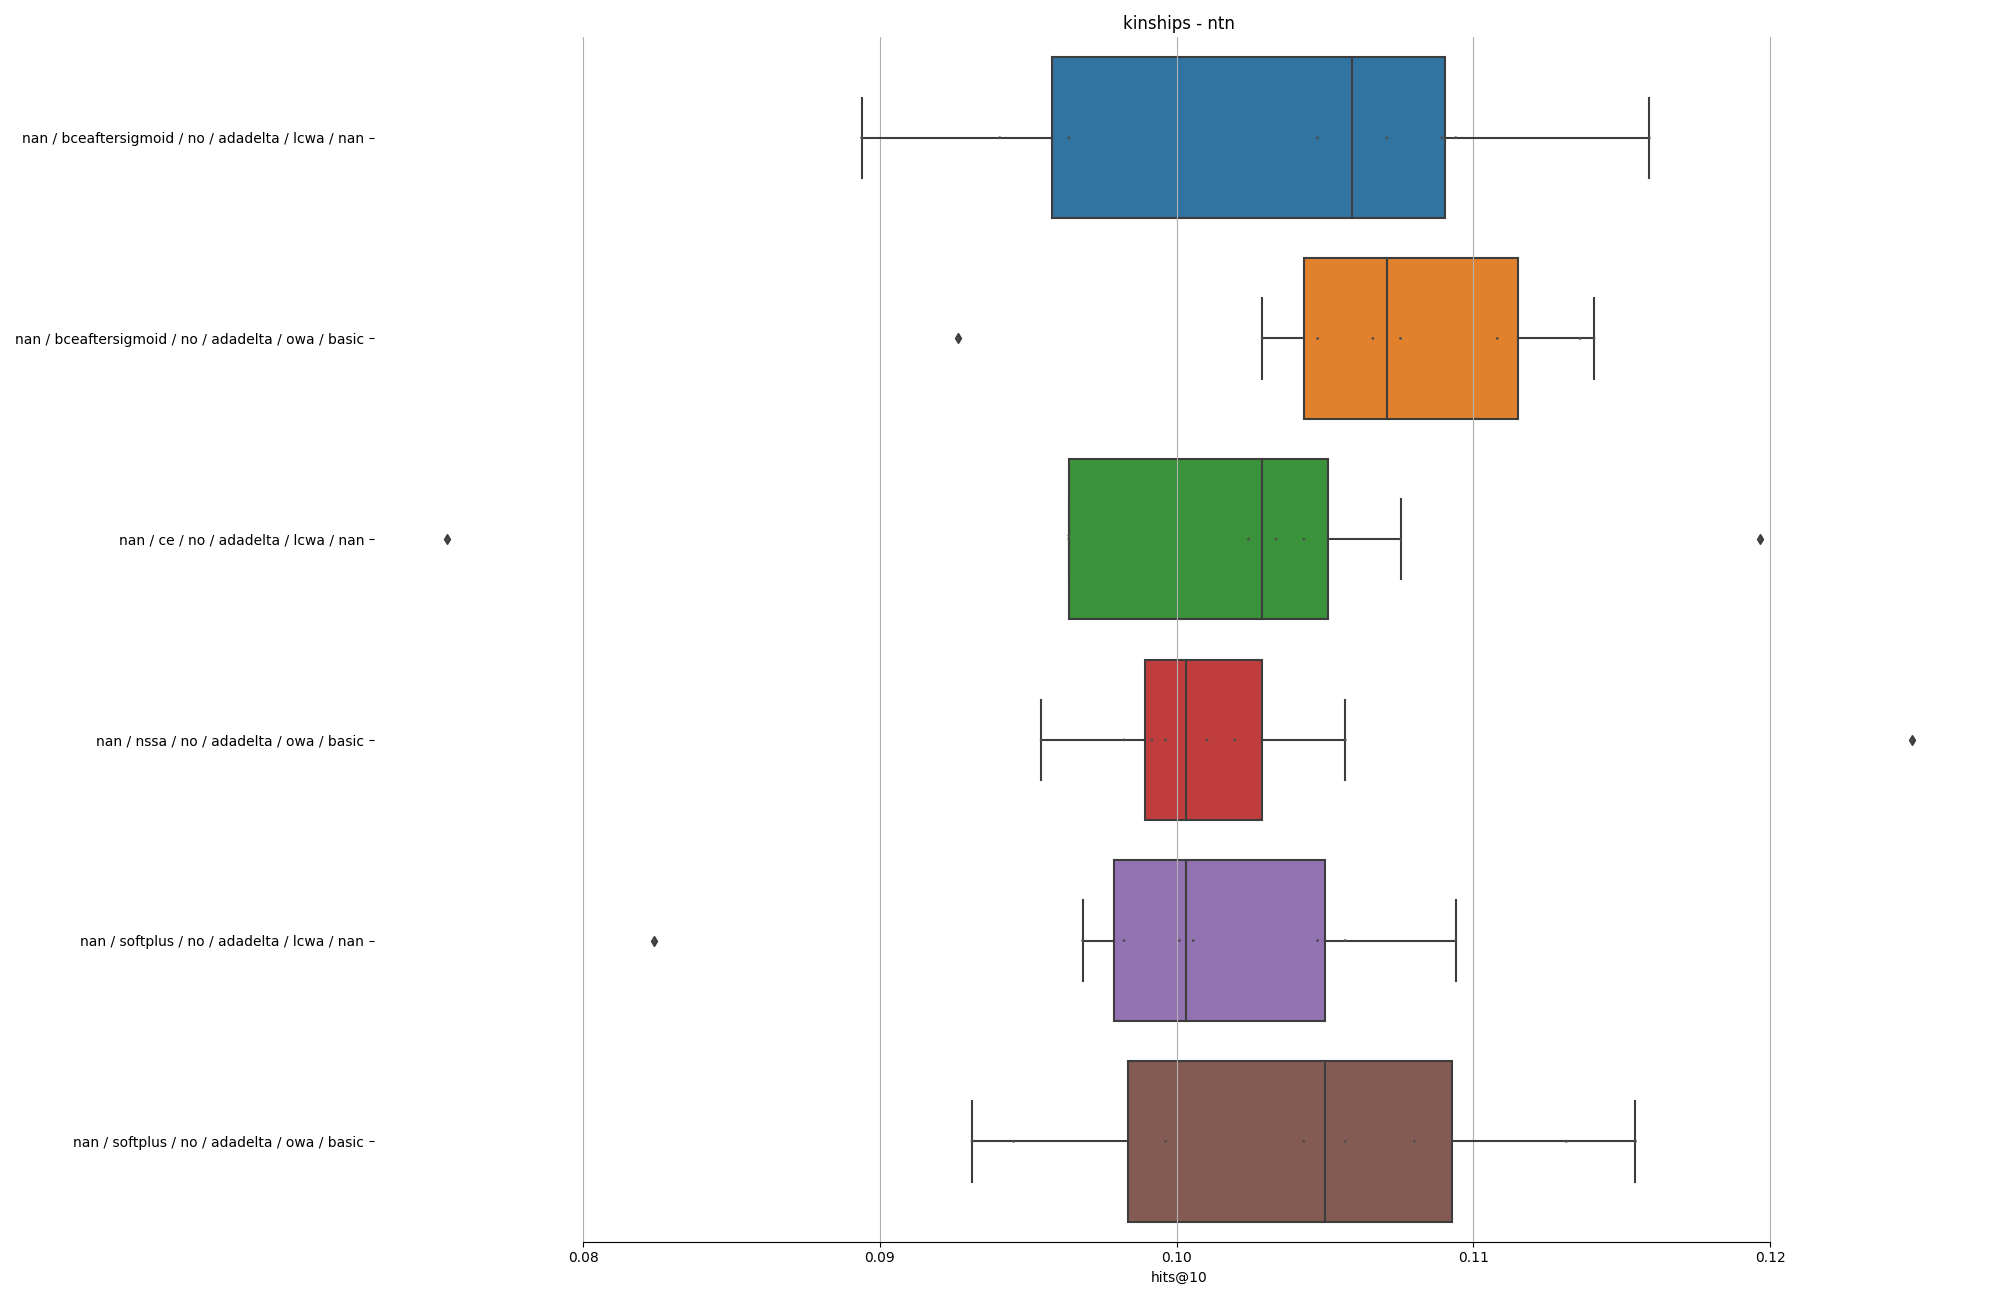 kinships - ntn
nan / bceaftersigmoid / no / adadelta / lcwa / nan
nan / bceaftersigmoid / no / adadelta / owa / basic
nan / ce / no / adadelta / lcwa / nan
nan / nssa / no / adadelta / owa / basic
nan / softplus / no / adadelta / lcwa / nan
nan / softplus / no / adadelta / owa / basic
0.08 0.09 0.10 0.11 0.12
hits@10